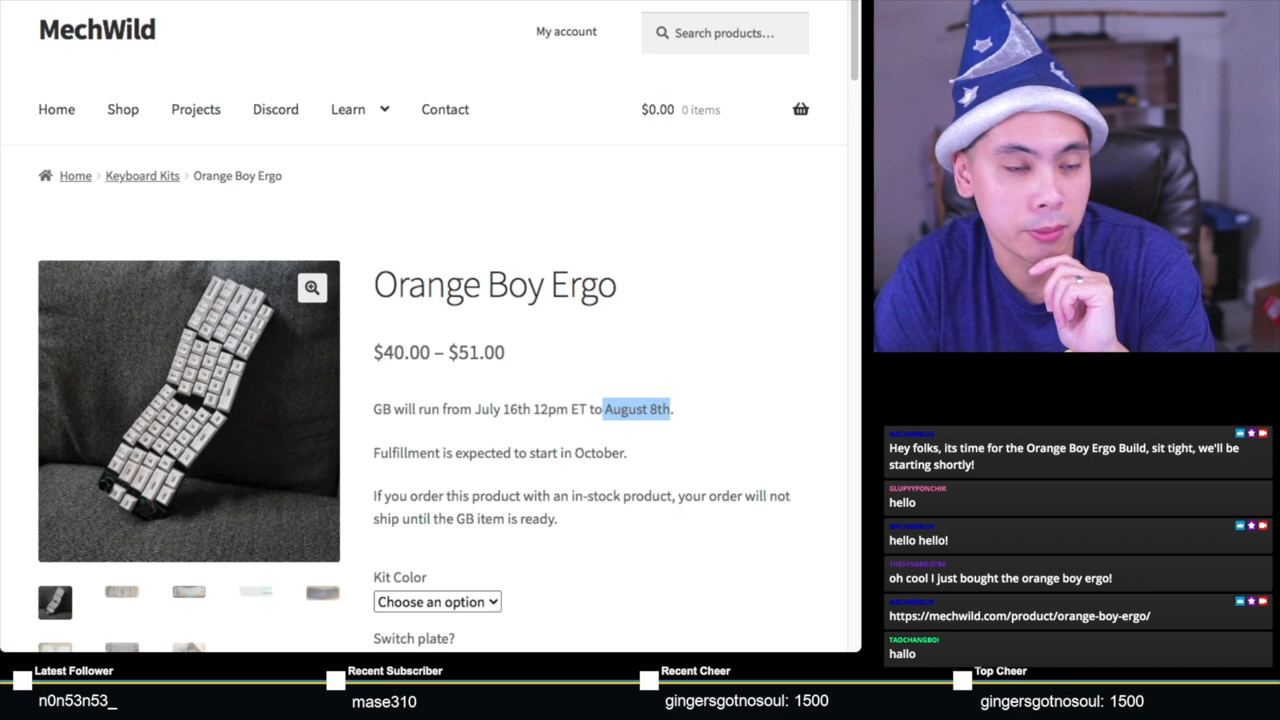 MechWild
My account
Search products...
Home
Shop
Projects
Discord
Learn
Contact
$0.00 0 items
Home
Keyboard Kits
Orange Boy Ergo
Orange Boy Ergo
$40.00 – $51.00
GB will run from July 16th 12pm ET to August 8th.
Fulfillment is expected to start in October.
If you order this product with an in-stock product, your order will not
ship until the GB item is ready.
Kit Color
Choose an option
Switch plate?
Hey folks, its time for the Orange Boy Ergo Build, sit tight, we'll be
starting shortly!
GLUPYYPONCHIK
hello
hello hello!
oh cool I just bought the orange boy ergo!
https://mechwild.com/product/orange-boy-ergo/
TAOCHANGBOI
hallo
Latest Follower
n0n53n53_
Recent Subscriber
mase310
Recent Cheer
gingersgotnosoul: 1500
Top Cheer
gingersgotnosoul: 1500